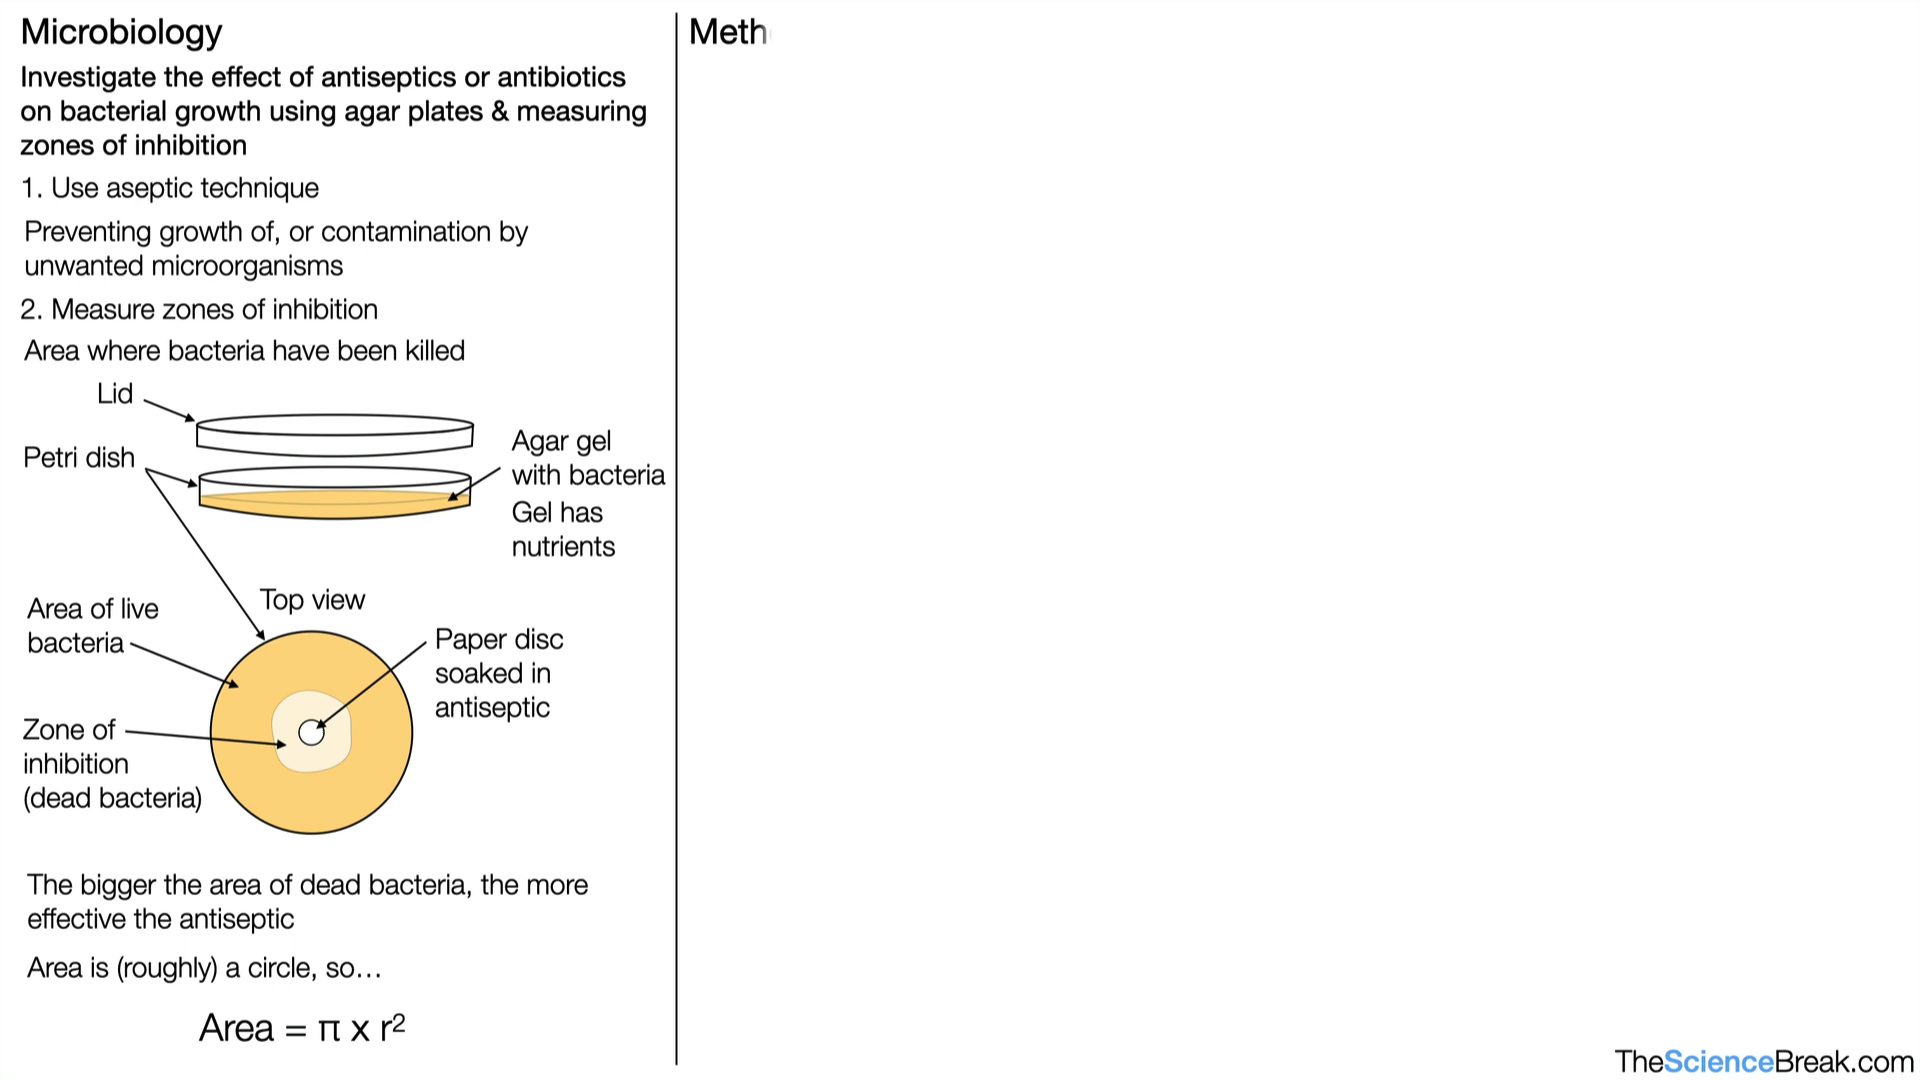 Microbiology
Investigate the effect of antiseptics or antibiotics
on bacterial growth using agar plates & measuring
zones of inhibition
1. Use aseptic technique
Preventing growth of, or contamination by
unwanted microorganisms
2. Measure zones of inhibition
Area where bacteria have been killed
Lid
Petri dish
Agar gel
with bacteria
Gel has
nutrients
Top view
Area of live
bacteria
Paper disc
soaked in
antiseptic
Zone of
inhibition
(dead bacteria)
The bigger the area of dead bacteria, the more
effective the antiseptic
Area is (roughly) a circle, so…
Area = π x r²
Meth
TheScienceBreak.com